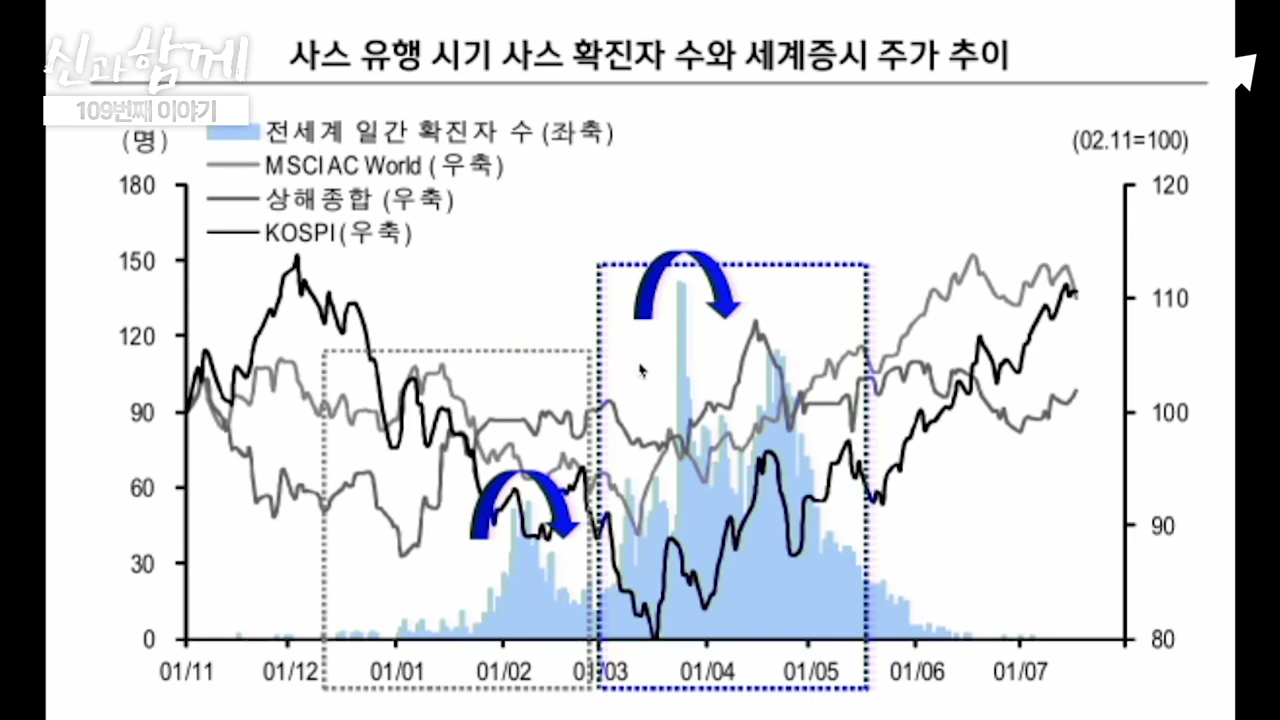 신과함께
109번째 이야기
사스 유행 시기 사스 확진자 수와 세계증시 주가 추이
(명)
전세계 일간 확진자 수 (좌축)
MSCI AC World (우축)
상해종합 (우축)
KOSPI (우축)
(02.11=100)
180
150
120
90
60
30
0
120
110
100
90
80
01/11
01/12
01/01
01/02
01/03
01/04
01/05
01/06
01/07